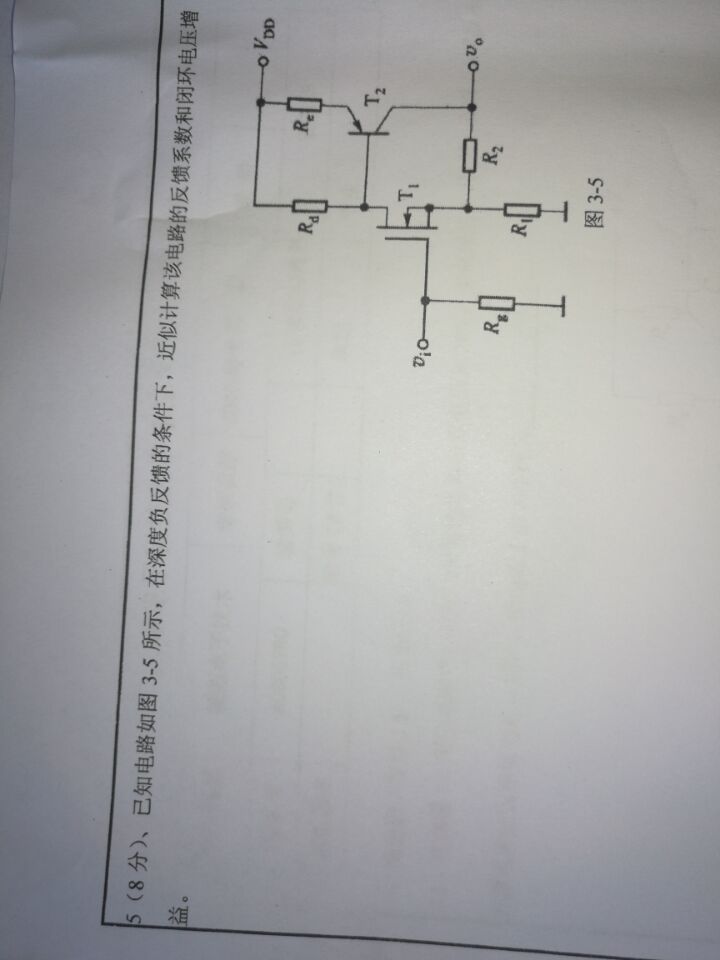 5（8 分）、已知电路如图 3-5 所示，在深度负反馈的条件下，近似计算该电路的反馈系数和闭环电压增
益。
V_DD
R_d
R_e
T_2
T_1
v_i
v_o
R_2
R_g
R_1
图 3-5